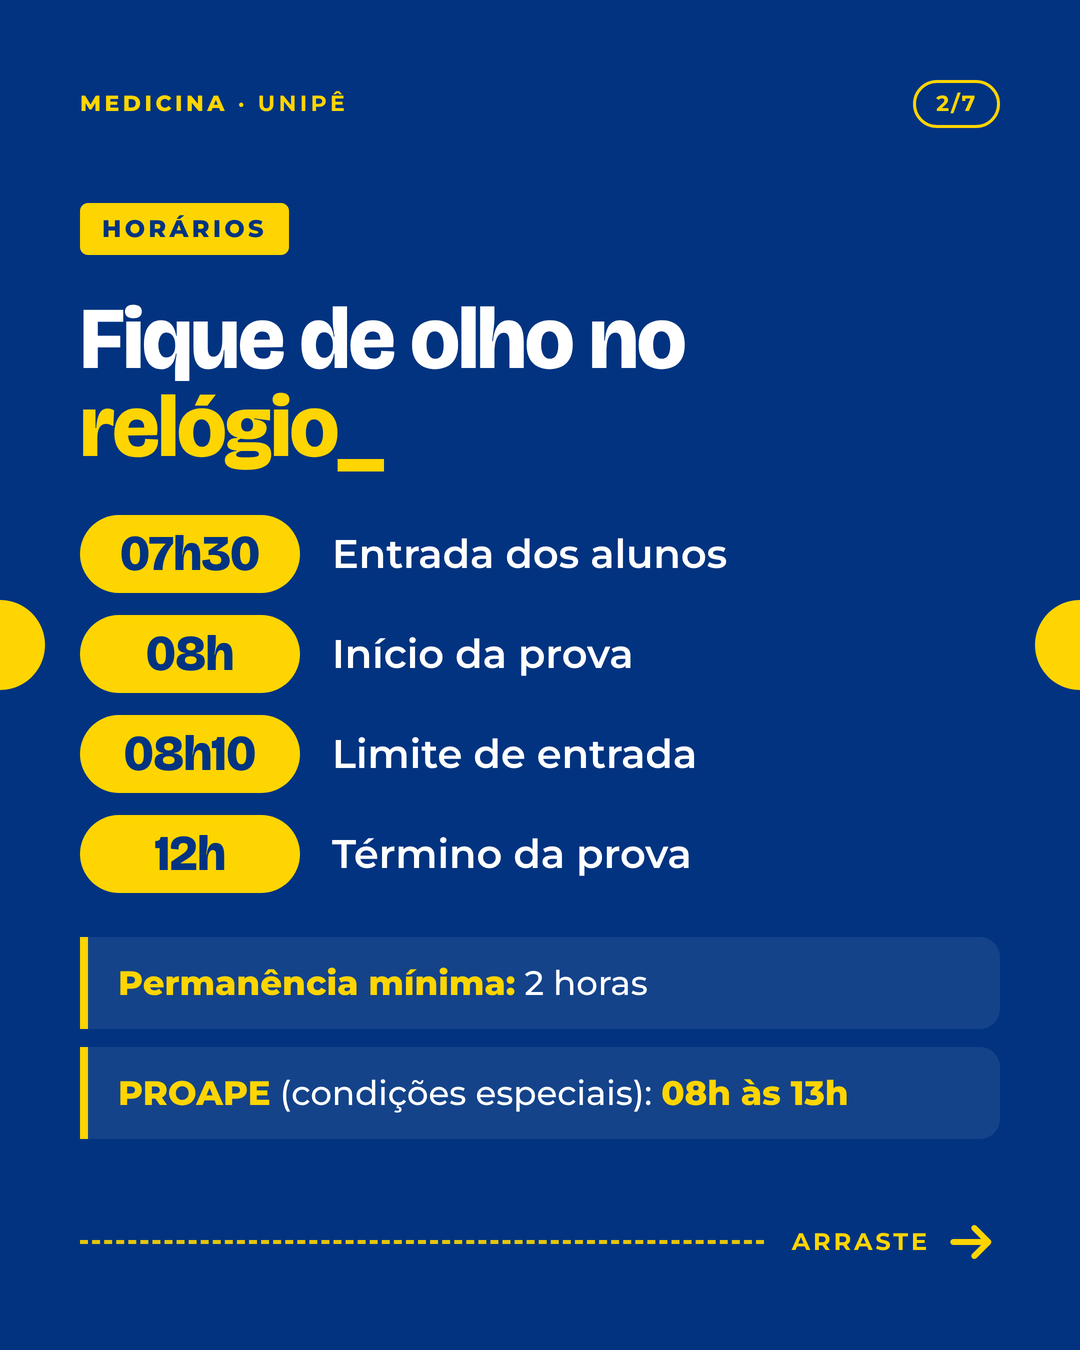 MEDICINA · UNIPÊ
2/7
HORÁRIOS
Fique de olho no
relógio_
07h30 Entrada dos alunos
08h Início da prova
08h10 Limite de entrada
12h Término da prova
Permanência mínima: 2 horas
PROAPE (condições especiais): 08h às 13h
ARRASTE →